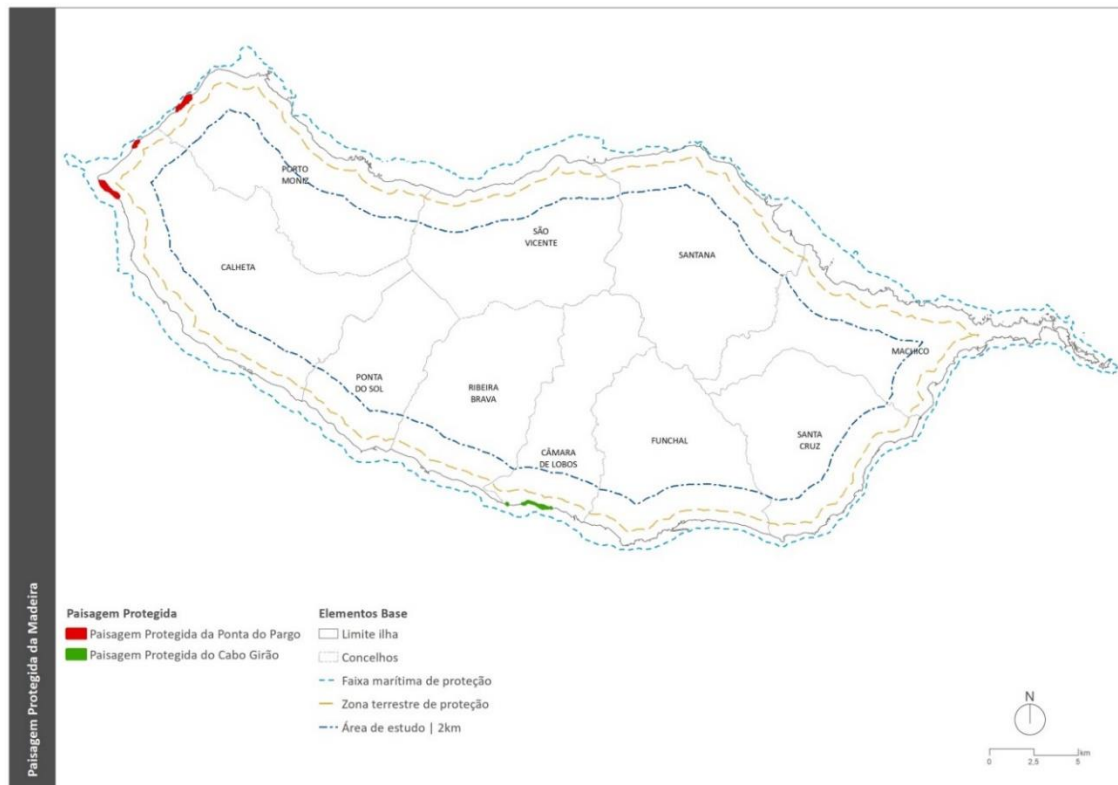 Paisagem Protegida da Madeira
PORTO
MONIZ
SÃO
VICENTE
SANTANA
CALHETA
MACHICO
PONTA
DO SOL
RIBEIRA
BRAVA
CÂMARA
DE LOBOS
FUNCHAL
SANTA
CRUZ
Paisagem Protegida
Paisagem Protegida da Ponta do Pargo
Paisagem Protegida do Cabo Girão
Elementos Base
Limite ilha
Concelhos
Faixa marítima de proteção
Zona terrestre de proteção
Área de estudo | 2km
N
0 2,5 5
km